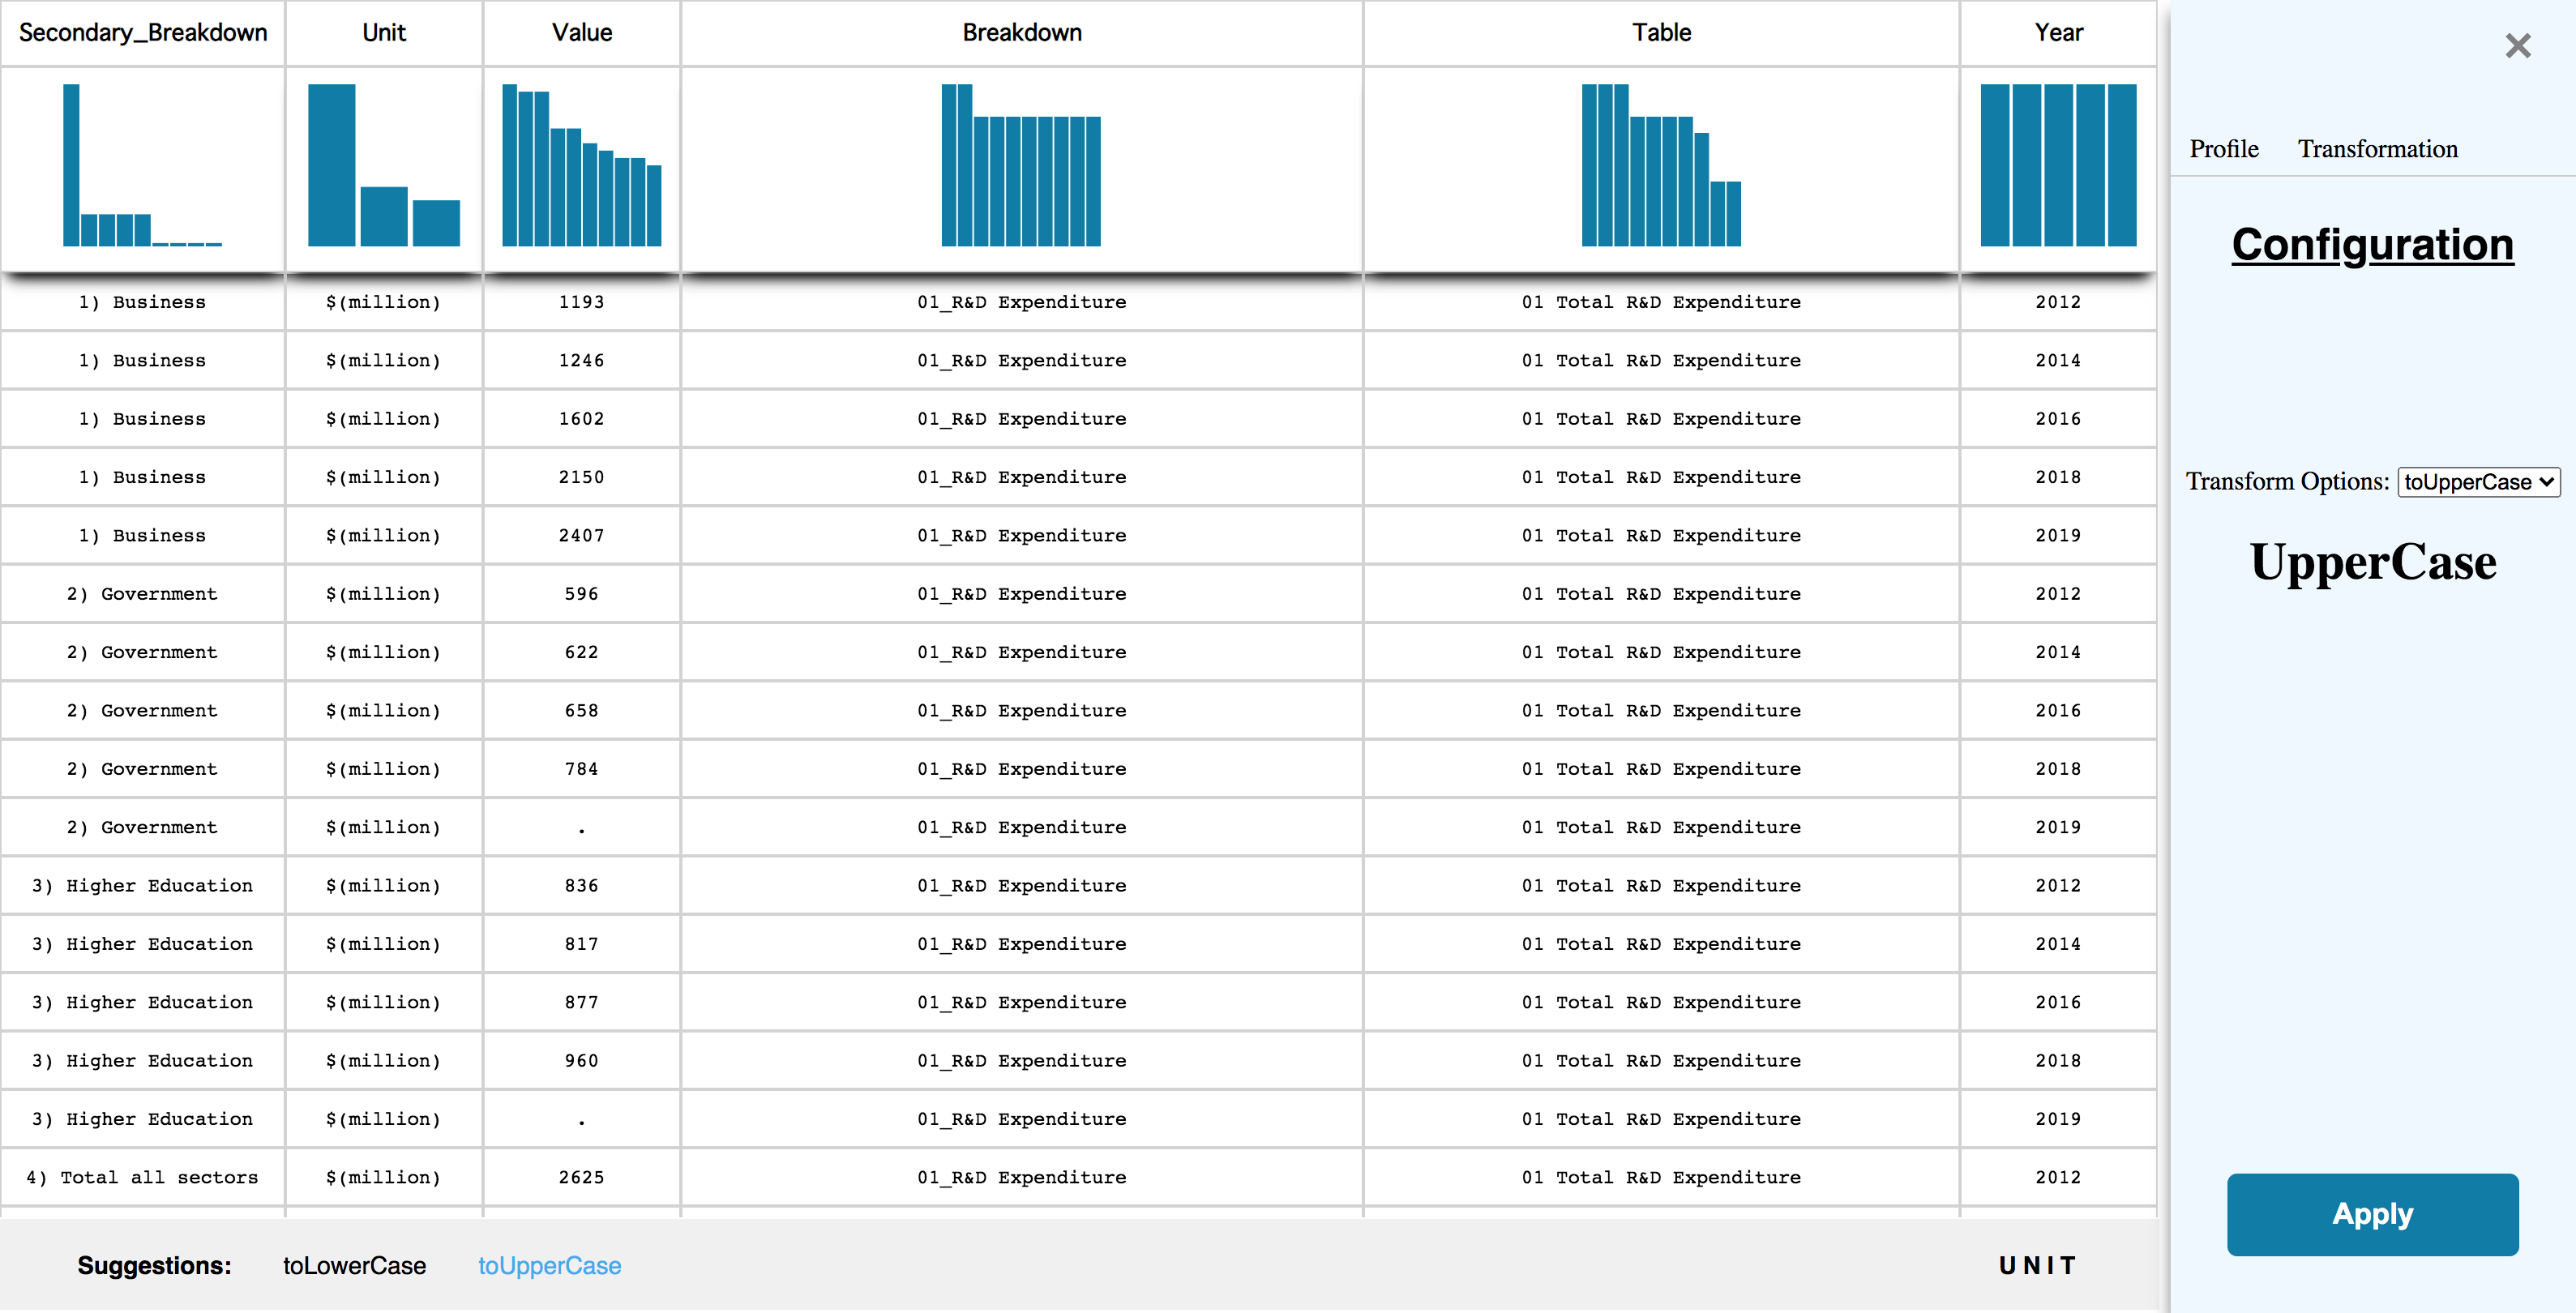 Secondary_Breakdown Unit Value Breakdown Table Year
1) Business $(million) 1193 01_R&D Expenditure 01 Total R&D Expenditure 2012
1) Business $(million) 1246 01_R&D Expenditure 01 Total R&D Expenditure 2014
1) Business $(million) 1602 01_R&D Expenditure 01 Total R&D Expenditure 2016
1) Business $(million) 2150 01_R&D Expenditure 01 Total R&D Expenditure 2018
1) Business $(million) 2407 01_R&D Expenditure 01 Total R&D Expenditure 2019
2) Government $(million) 596 01_R&D Expenditure 01 Total R&D Expenditure 2012
2) Government $(million) 622 01_R&D Expenditure 01 Total R&D Expenditure 2014
2) Government $(million) 658 01_R&D Expenditure 01 Total R&D Expenditure 2016
2) Government $(million) 784 01_R&D Expenditure 01 Total R&D Expenditure 2018
2) Government $(million) . 01_R&D Expenditure 01 Total R&D Expenditure 2019
3) Higher Education $(million) 836 01_R&D Expenditure 01 Total R&D Expenditure 2012
3) Higher Education $(million) 817 01_R&D Expenditure 01 Total R&D Expenditure 2014
3) Higher Education $(million) 877 01_R&D Expenditure 01 Total R&D Expenditure 2016
3) Higher Education $(million) 960 01_R&D Expenditure 01 Total R&D Expenditure 2018
3) Higher Education $(million) . 01_R&D Expenditure 01 Total R&D Expenditure 2019
4) Total all sectors $(million) 2625 01_R&D Expenditure 01 Total R&D Expenditure 2012
Suggestions: toLowerCase toUpperCase UNIT
×
Profile Transformation
Configuration
Transform Options: toUpperCase
UpperCase
Apply